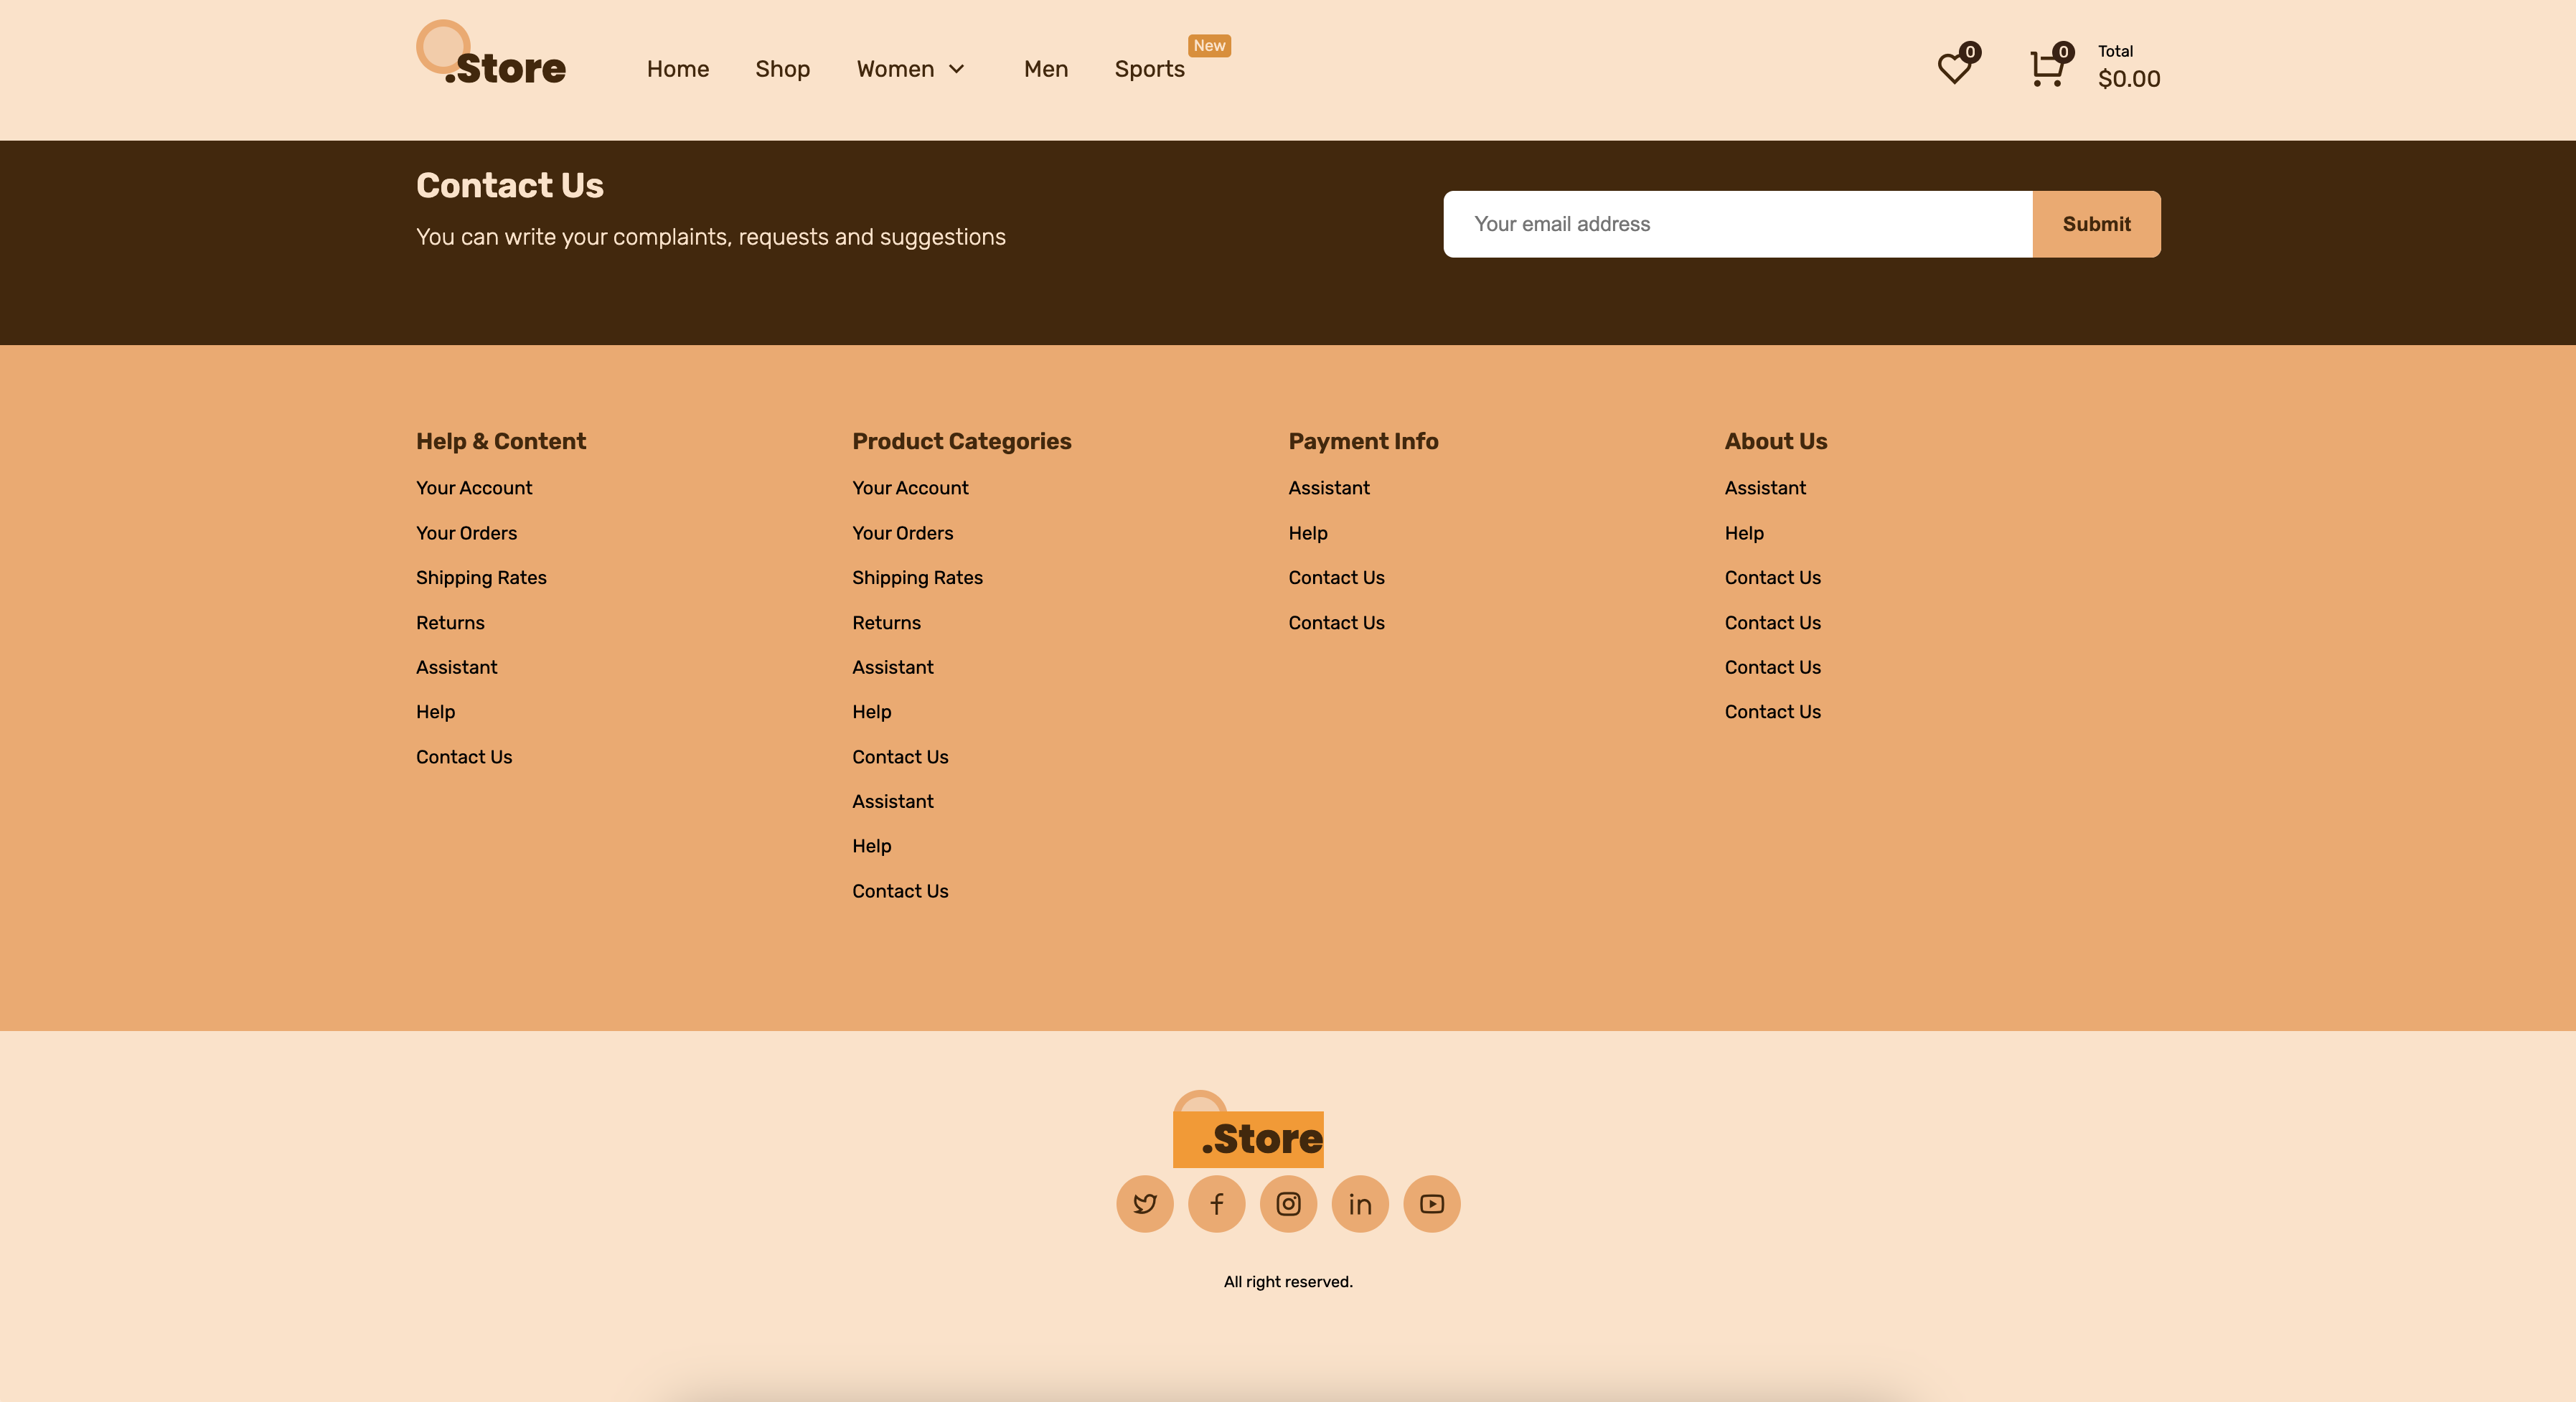 .Store
Home Shop Women Men Sports New
0 0 Total
$0.00
Contact Us
You can write your complaints, requests and suggestions
Your email address Submit
Help & Content
Your Account
Your Orders
Shipping Rates
Returns
Assistant
Help
Contact Us
Product Categories
Your Account
Your Orders
Shipping Rates
Returns
Assistant
Help
Contact Us
Assistant
Help
Contact Us
Payment Info
Assistant
Help
Contact Us
Contact Us
About Us
Assistant
Help
Contact Us
Contact Us
Contact Us
Contact Us
.Store
All right reserved.